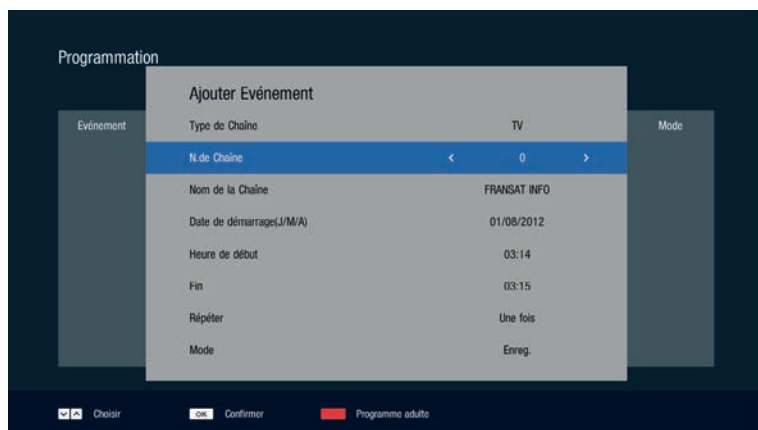 Programmation
Ajouter Evénement
Evénement
Type de Chaîne TV
Mode
N.de Chaîne < 0 >
Nom de la Chaîne FRANSAT INFO
Date de démarrage(J/M/A) 01/08/2012
Heure de début 03:14
Fin 03:15
Répéter Une fois
Mode Enreg.
Choisir OK Confirmer Programme adulte